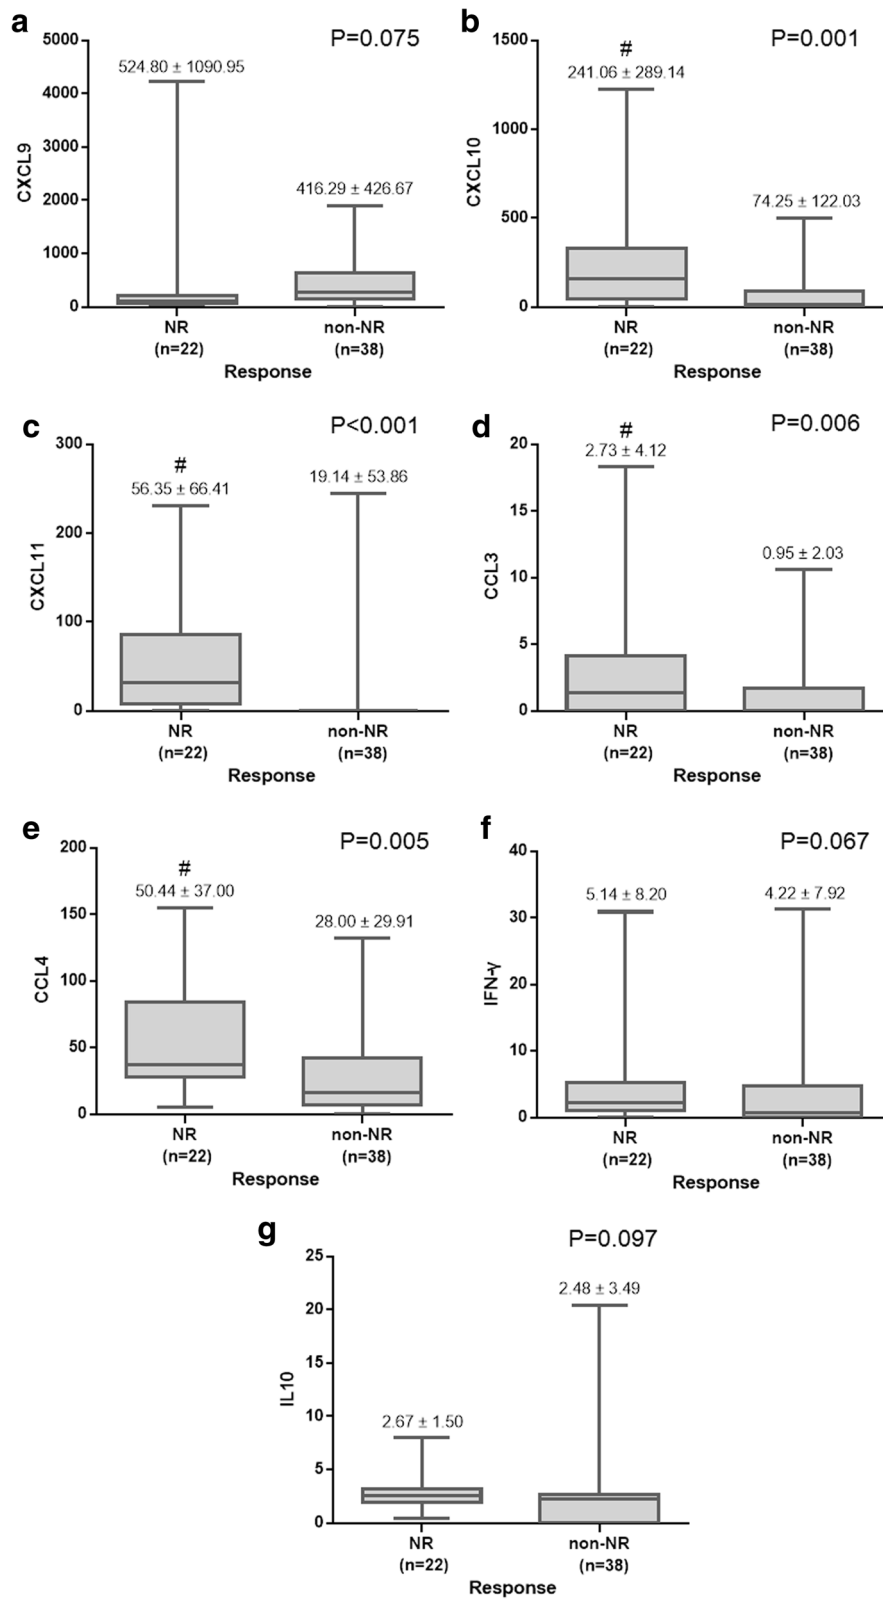 a
P=0.075
5000
4000
3000
2000
1000
0
CXCL9
524.80 ± 1090.95
416.29 ± 426.67
NR
non-NR
(n=22)
(n=38)
Response
b
P=0.001
1500
1000
500
0
CXCL10
#
241.06 ± 289.14
74.25 ± 122.03
NR
non-NR
(n=22)
(n=38)
Response
c
P<0.001
300
200
100
0
CXCL11
#
56.35 ± 66.41
19.14 ± 53.86
NR
non-NR
(n=22)
(n=38)
Response
d
P=0.006
20
15
10
5
0
CCL3
#
2.73 ± 4.12
0.95 ± 2.03
NR
non-NR
(n=22)
(n=38)
Response
e
P=0.005
200
150
100
50
0
CCL4
#
50.44 ± 37.00
28.00 ± 29.91
NR
non-NR
(n=22)
(n=38)
Response
f
P=0.067
40
30
20
10
0
IFN-γ
5.14 ± 8.20
4.22 ± 7.92
NR
non-NR
(n=22)
(n=38)
Response
g
P=0.097
25
20
15
10
5
0
IL10
2.67 ± 1.50
2.48 ± 3.49
NR
non-NR
(n=22)
(n=38)
Response